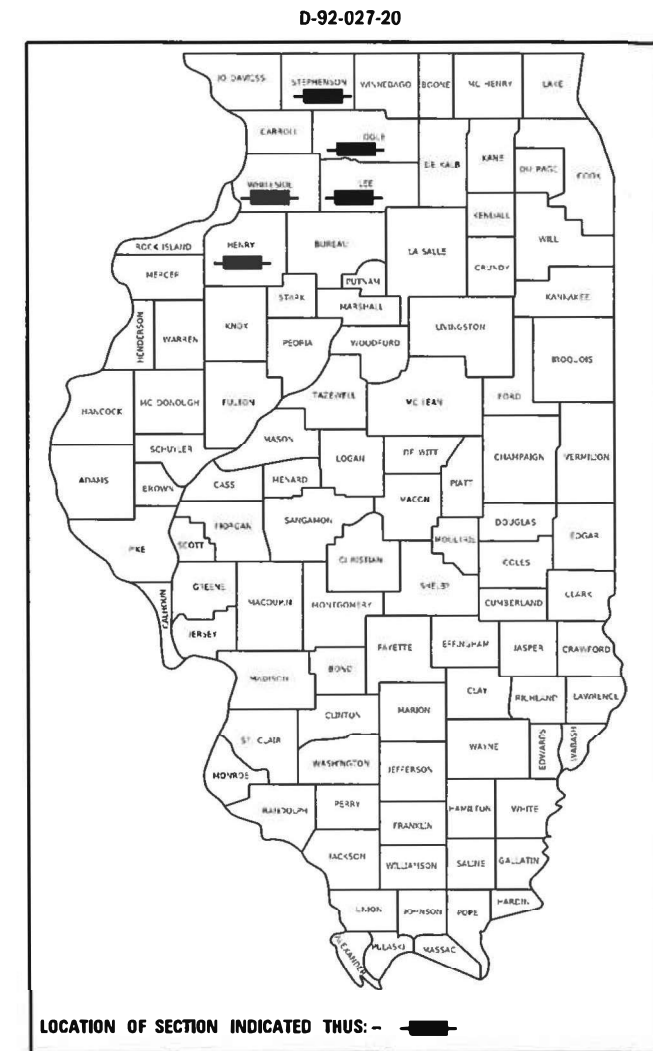 D-92-027-20
JO DAVIESS
STEPHENSON
WINNEBAGO
BOONE
MC HENRY
LAKE
CARROLL
OGLE
DE KALB
KANE
DU PAGE
COOK
WHITESIDE
LEE
KENDALL
WILL
ROCK ISLAND
HENRY
BUREAU
LA SALLE
GRUNDY
MERCER
PUTNAM
STARK
MARSHALL
KANKAKEE
HENDERSON
WARREN
KNOX
PEORIA
WOODFORD
LIVINGSTON
IROQUOIS
HANCOCK
MC DONOUGH
FULTON
TAZEWELL
MC LEAN
FORD
MASON
SCHUYLER
LOGAN
DE WITT
CHAMPAIGN
VERMILION
ADAMS
BROWN
CASS
MENARD
PIATT
MACON
PIKE
SCOTT
MORGAN
SANGAMON
MOULTRIE
DOUGLAS
EDGAR
CHRISTIAN
COLES
SHELBY
CALHOUN
GREENE
MACOUPIN
MONTGOMERY
CUMBERLAND
CLARK
JERSEY
FAYETTE
EFFINGHAM
JASPER
CRAWFORD
MADISON
BOND
CLAY
RICHLAND
LAWRENCE
CLINTON
MARION
ST. CLAIR
WAYNE
EDWARDS
WABASH
WASHINGTON
JEFFERSON
MONROE
RANDOLPH
PERRY
HAMILTON
WHITE
FRANKLIN
JACKSON
WILLIAMSON
SALINE
GALLATIN
UNION
JOHNSON
POPE
HARDIN
ALEXANDER
PULASKI
MASSAC
LOCATION OF SECTION INDICATED THUS: -